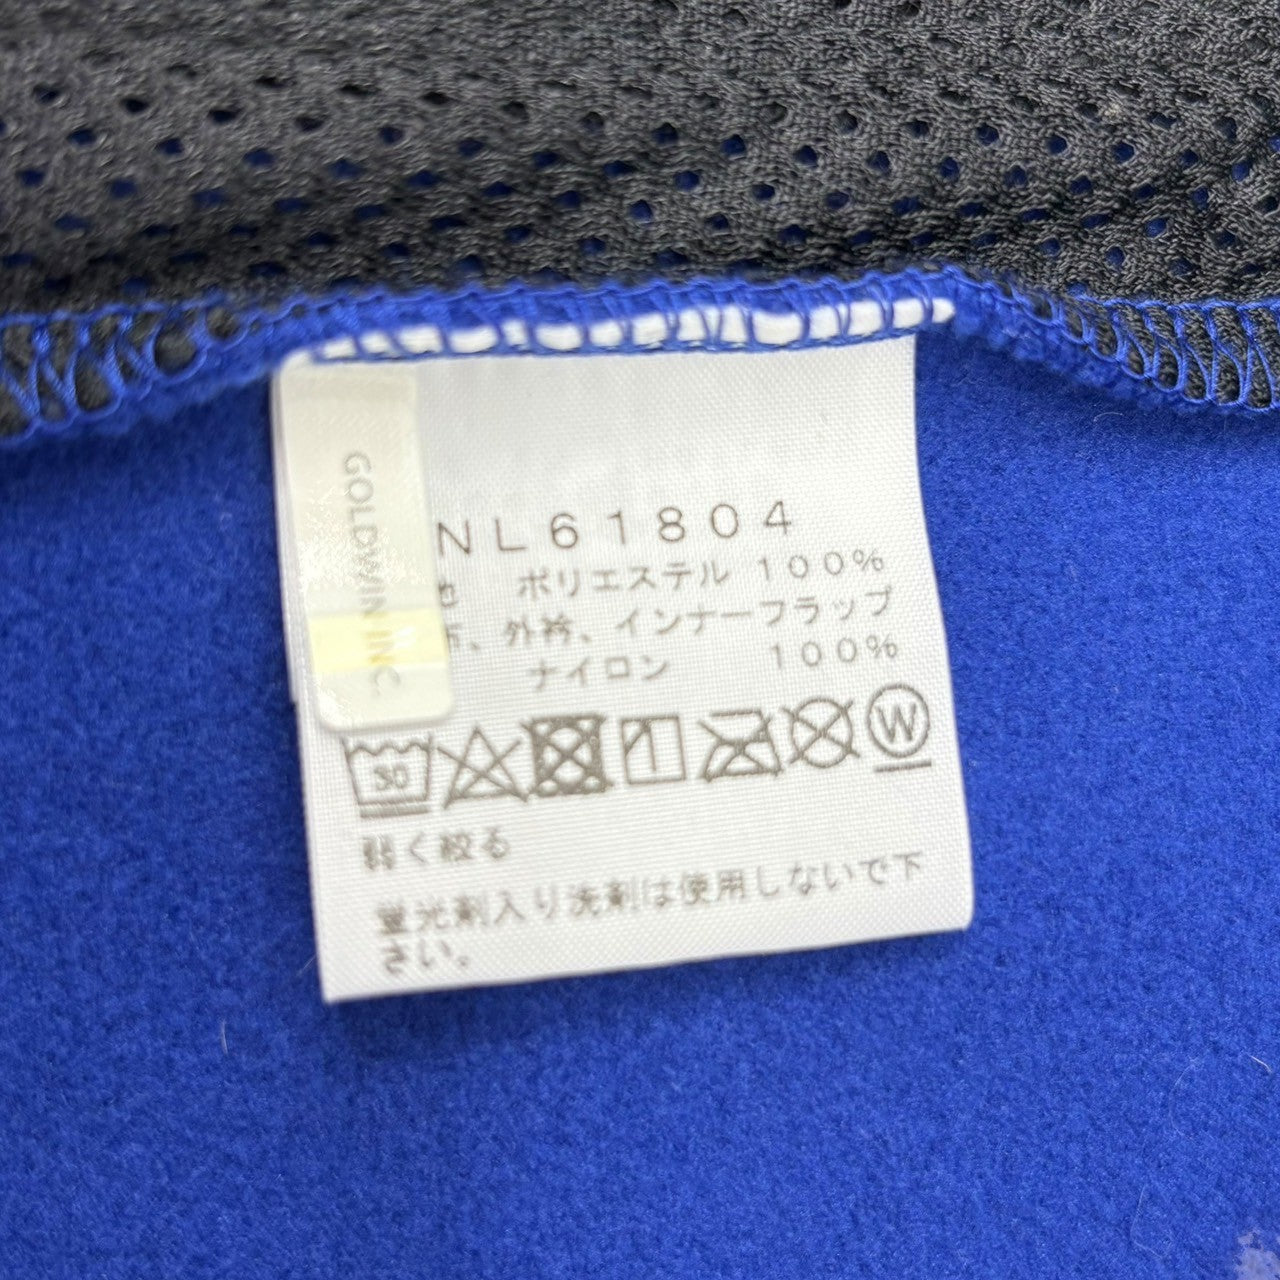 GOLDWIN INC.
NL61804
ポリエステル 100%
、外衿、インナーフラップ
ナイロン 100%
30
W
弱く絞る
蛍光剤入り洗剤は使用しないで下
さい。